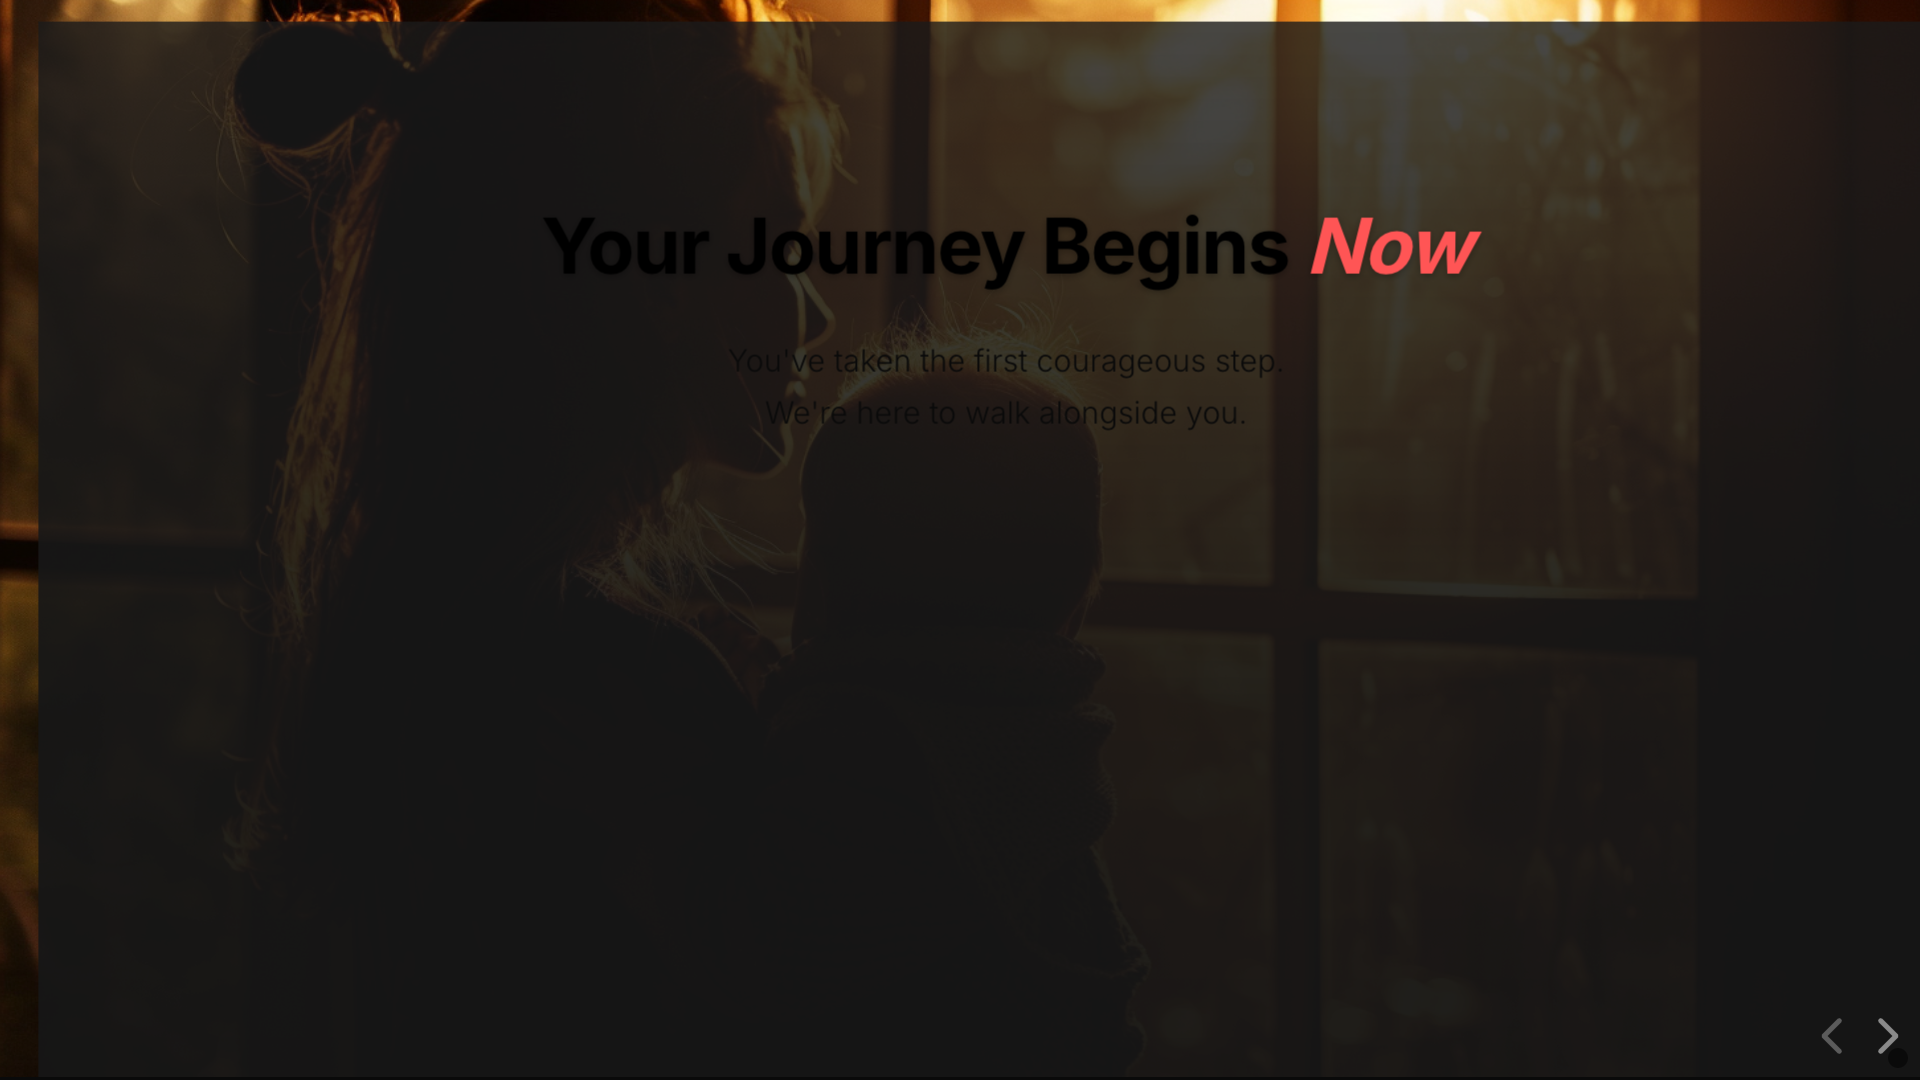 Your Journey Begins Now
You've taken the first courageous step.
We're here to walk alongside you.